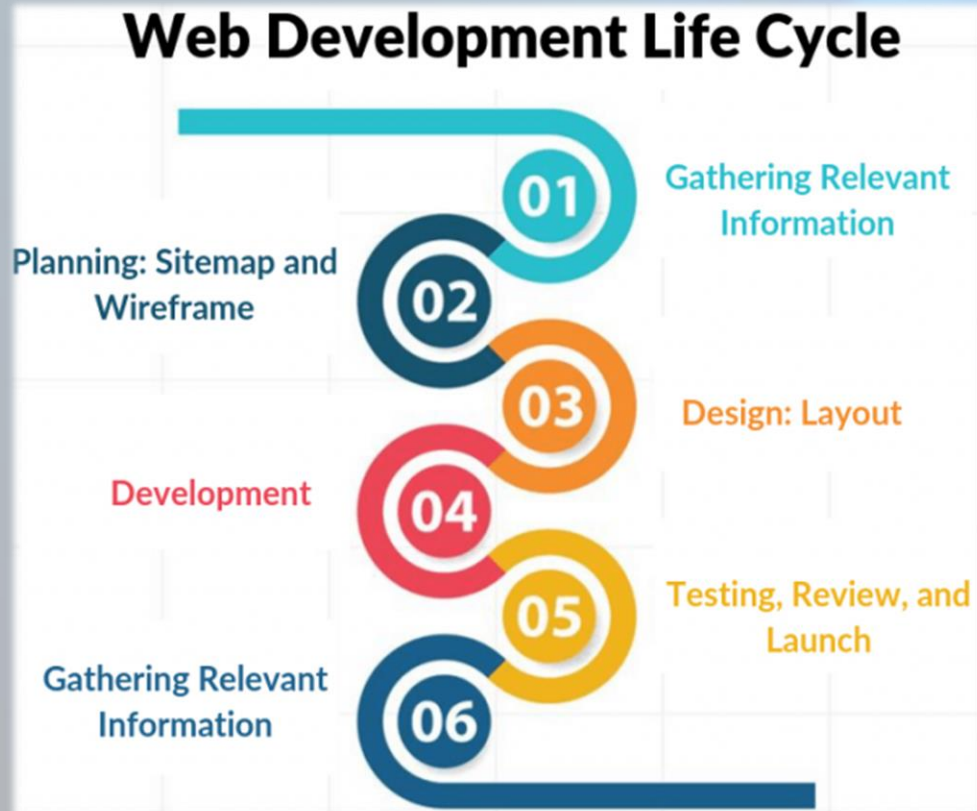 Web Development Life Cycle
01
Gathering Relevant
Information
Planning: Sitemap and
Wireframe
02
03
Design: Layout
Development
04
05
Testing, Review, and
Launch
Gathering Relevant
Information
06